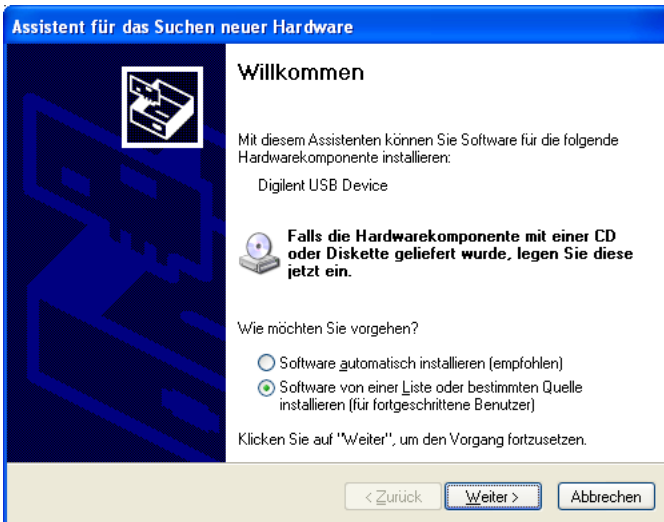 Assistent für das Suchen neuer Hardware
Willkommen
Mit diesem Assistenten können Sie Software für die folgende
Hardwarekomponente installieren:
Digilent USB Device
Falls die Hardwarekomponente mit einer CD
oder Diskette geliefert wurde, legen Sie diese
jetzt ein.
Wie möchten Sie vorgehen?
Software automatisch installieren (empfohlen)
Software von einer Liste oder bestimmten Quelle
installieren (für fortgeschrittene Benutzer)
Klicken Sie auf "Weiter", um den Vorgang fortzusetzen.
< Zurück Weiter > Abbrechen